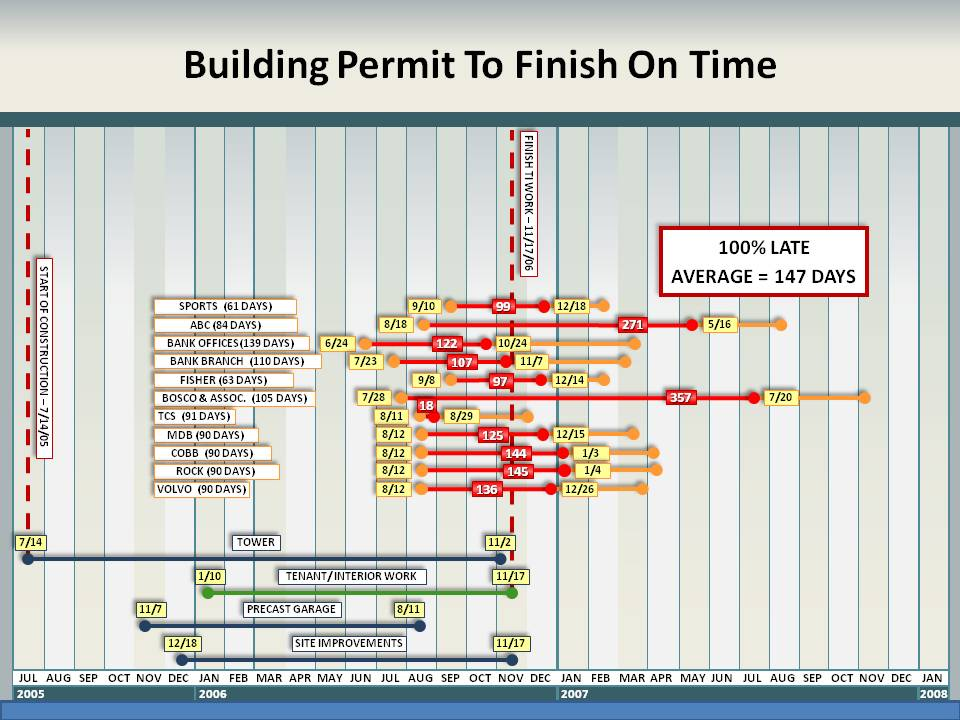 Building Permit To Finish On Time
START OF CONSTRUCTION – 7/14/05
FINISH TI WORK – 11/17/06
100% LATE
AVERAGE = 147 DAYS
SPORTS (61 DAYS) 9/10 99 12/18
ABC (84 DAYS) 8/18 271 5/16
BANK OFFICES(139 DAYS) 6/24 122 10/24
BANK BRANCH (110 DAYS) 7/23 107 11/7
FISHER (63 DAYS) 9/8 97 12/14
BOSCO & ASSOC. (105 DAYS) 7/28 357 7/20
TCS (91 DAYS) 8/11 18 8/29
MDB (90 DAYS) 8/12 125 12/15
COBB (90 DAYS) 8/12 144 1/3
ROCK (90 DAYS) 8/12 145 1/4
VOLVO (90 DAYS) 8/12 136 12/26
7/14 TOWER 11/2
1/10 TENANT/INTERIOR WORK 11/17
11/7 PRECAST GARAGE 8/11
12/18 SITE IMPROVEMENTS 11/17
JUL AUG SEP OCT NOV DEC JAN FEB MAR APR MAY JUN JUL AUG SEP OCT NOV DEC JAN FEB MAR APR MAY JUN JUL AUG SEP OCT NOV DEC JAN
2005 2006 2007 2008